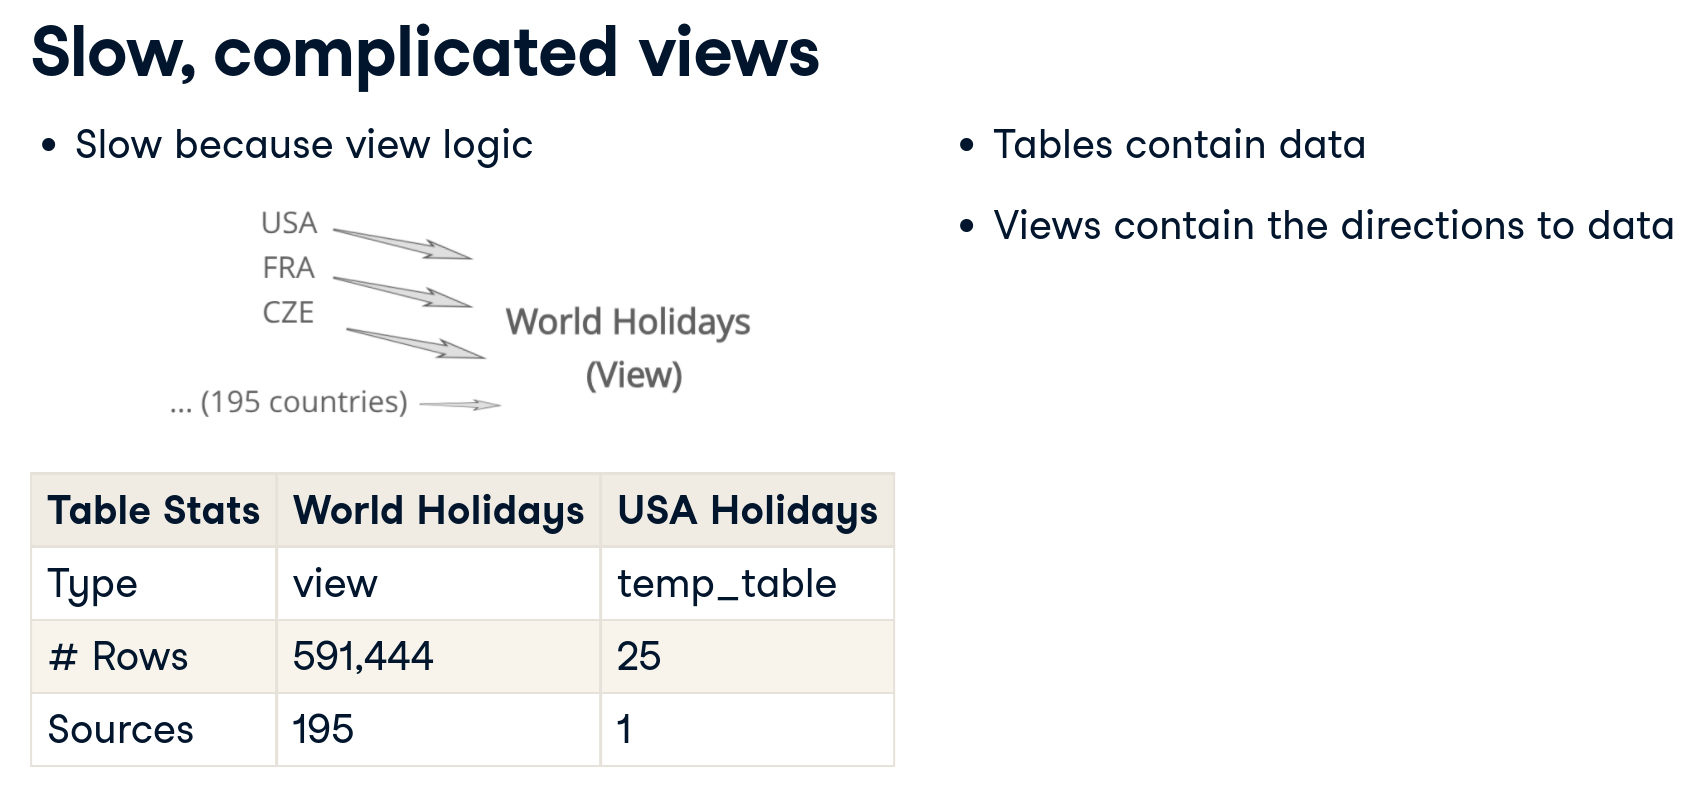 Slow, complicated views
• Slow because view logic
USA
FRA
CZE
... (195 countries)
World Holidays
(View)
Table Stats World Holidays USA Holidays
Type view temp_table
# Rows 591,444 25
Sources 195 1
• Tables contain data
• Views contain the directions to data